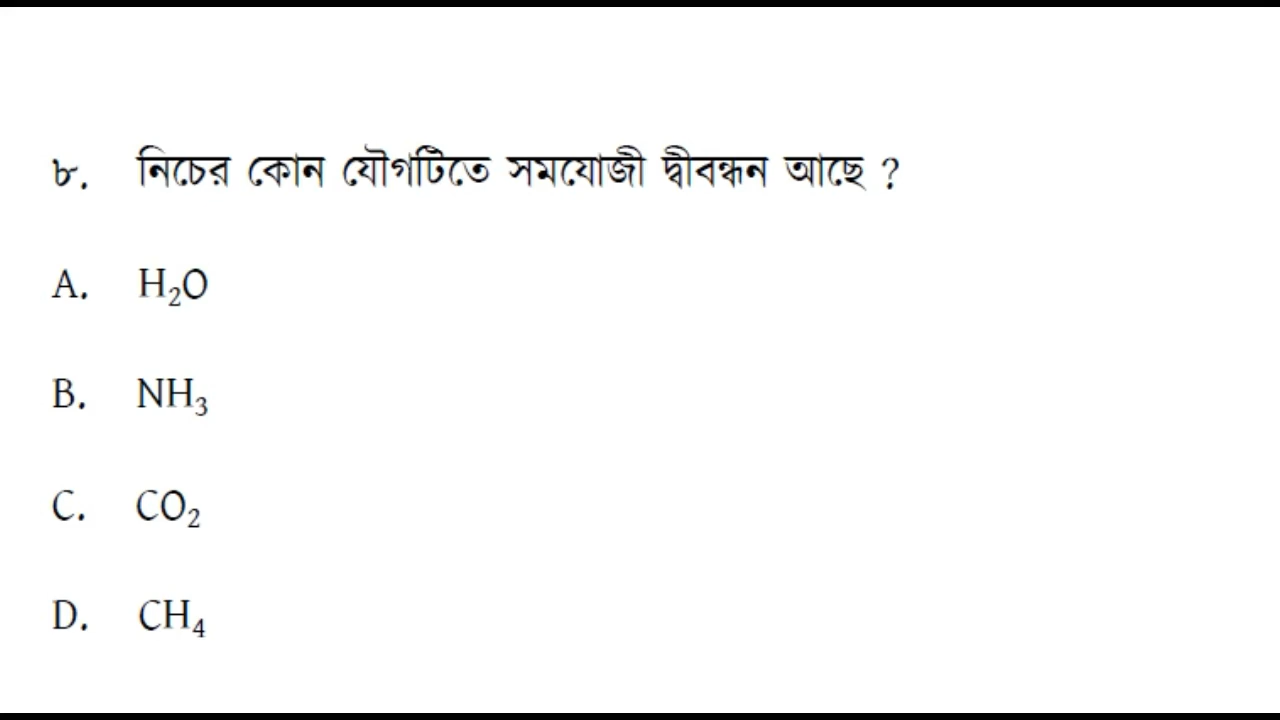 ৮. নিচের কোন যৌগটিতে সমযোজী দ্বীবন্ধন আছে ?
A. H₂O
B. NH₃
C. CO₂
D. CH₄